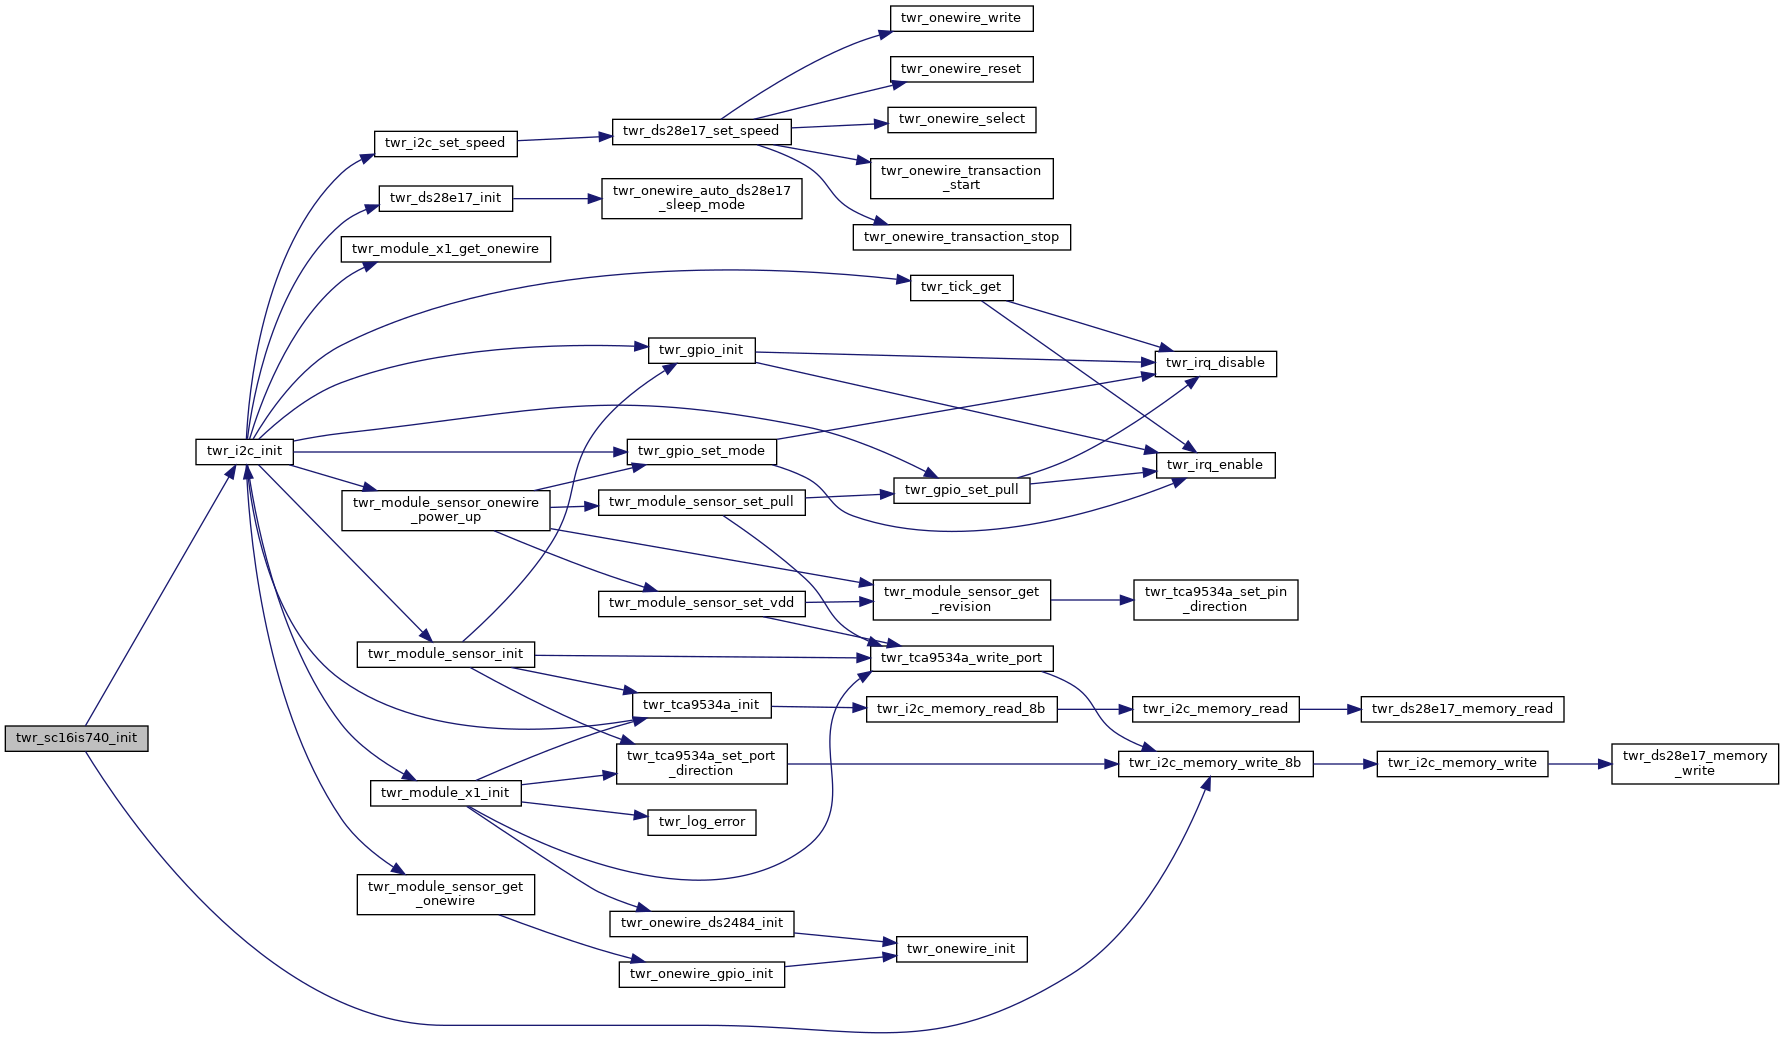 twr_onewire_write
twr_onewire_reset
twr_onewire_select
twr_ds28e17_set_speed
twr_i2c_set_speed
twr_onewire_transaction
_start
twr_ds28e17_init
twr_onewire_auto_ds28e17
_sleep_mode
twr_onewire_transaction_stop
twr_module_x1_get_onewire
twr_tick_get
twr_gpio_init
twr_irq_disable
twr_i2c_init
twr_gpio_set_mode
twr_irq_enable
twr_gpio_set_pull
twr_module_sensor_onewire
_power_up
twr_module_sensor_set_pull
twr_module_sensor_set_vdd
twr_module_sensor_get
_revision
twr_tca9534a_set_pin
_direction
twr_module_sensor_init
twr_tca9534a_write_port
twr_tca9534a_init
twr_i2c_memory_read_8b
twr_i2c_memory_read
twr_ds28e17_memory_read
twr_sc16is740_init
twr_tca9534a_set_port
_direction
twr_i2c_memory_write_8b
twr_i2c_memory_write
twr_ds28e17_memory
_write
twr_module_x1_init
twr_log_error
twr_module_sensor_get
_onewire
twr_onewire_ds2484_init
twr_onewire_init
twr_onewire_gpio_init